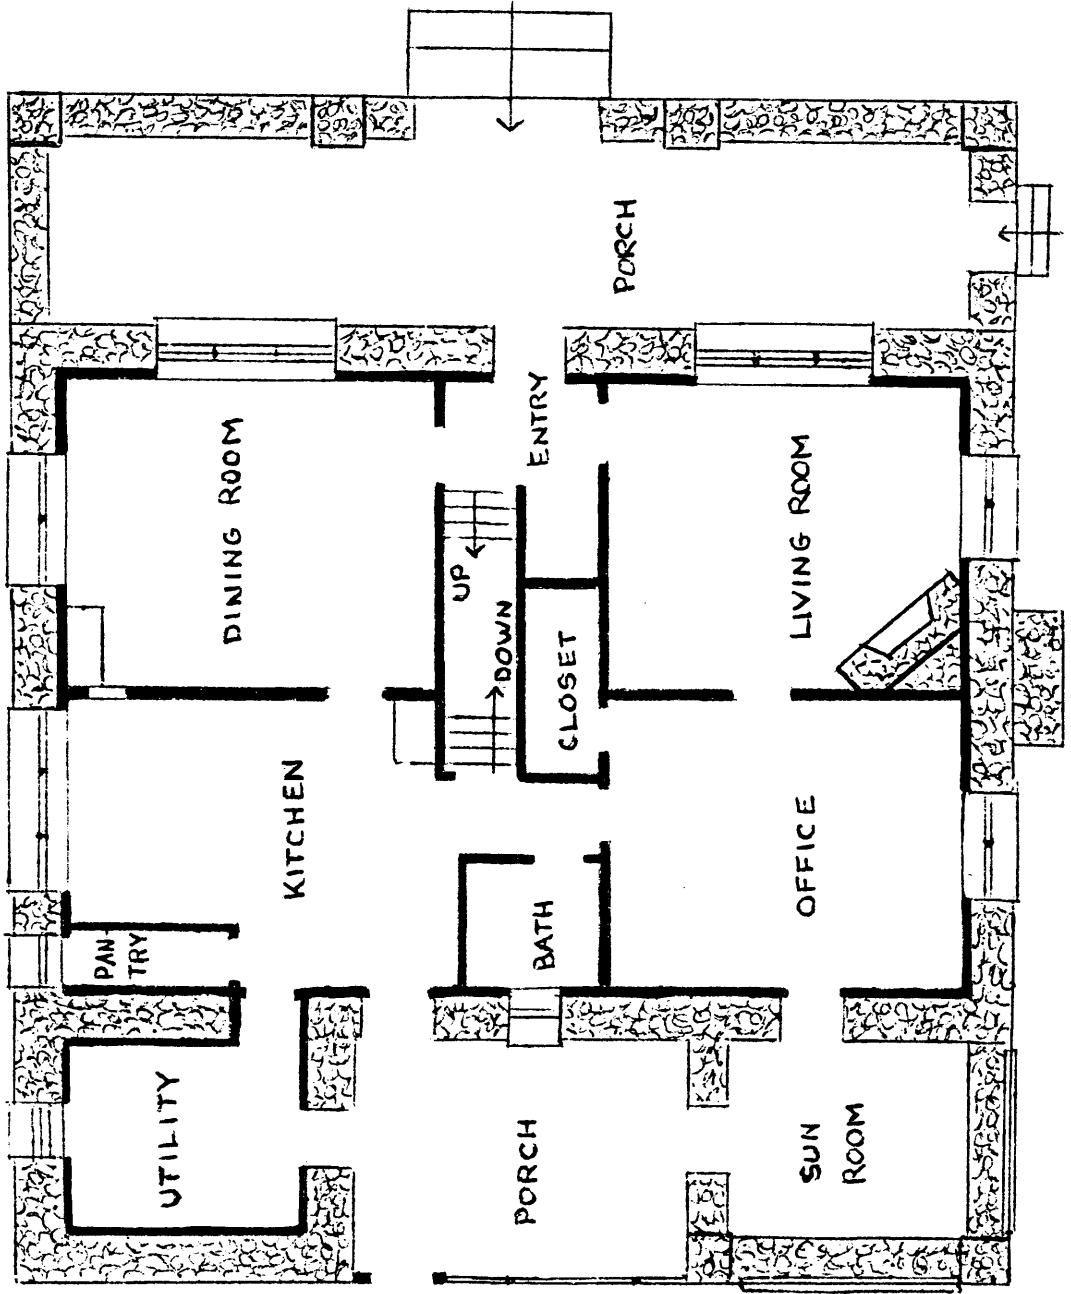 PORCH
ENTRY
DINING ROOM
LIVING ROOM
UP
DOWN
CLOSET
KITCHEN
OFFICE
BATH
PAN-
TRY
UTILITY
PORCH
SUN
ROOM